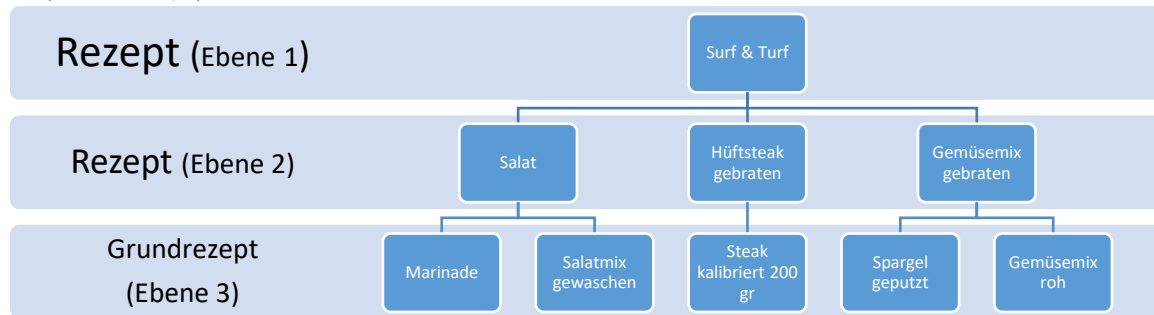 Rezept (Ebene 1)
Surf & Turf
Rezept (Ebene 2)
Salat
Hüftsteak
gebraten
Gemüsemix
gebraten
Grundrezept
(Ebene 3)
Marinade
Salatmix
gewaschen
Steak
kalibriert 200
gr
Spargel
geputzt
Gemüsemix
roh